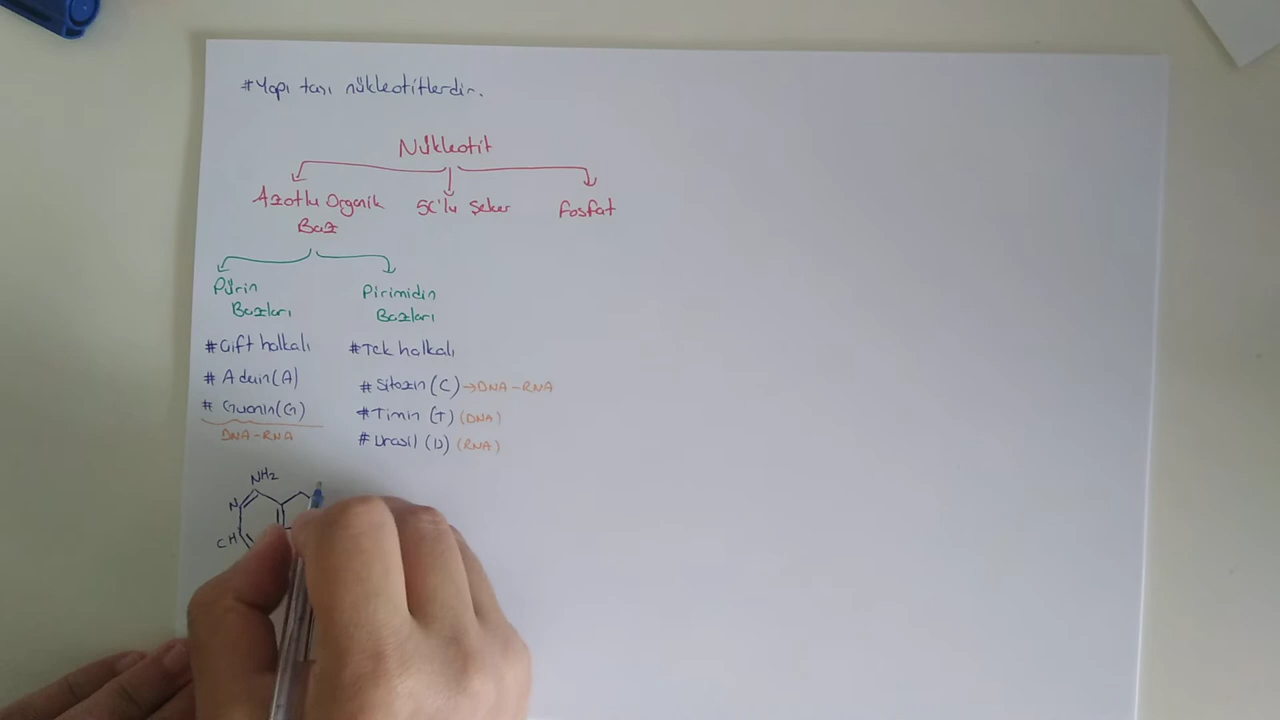 #Yapı taşı nükleotitlerdir.
Nükleotit
Azotlu Organik
Baz
5C'lu Şeker
Fosfat
Pürin
Bazları
#Çift halkalı
#Adenin(A)
#Guanin(G)
DNA-RNA
Pirimidin
Bazları
#Tek halkalı
#Sitozin(C)→DNA-RNA
#Timin (T) (DNA)
#Urasil (U) (RNA)
NH2
N
CH